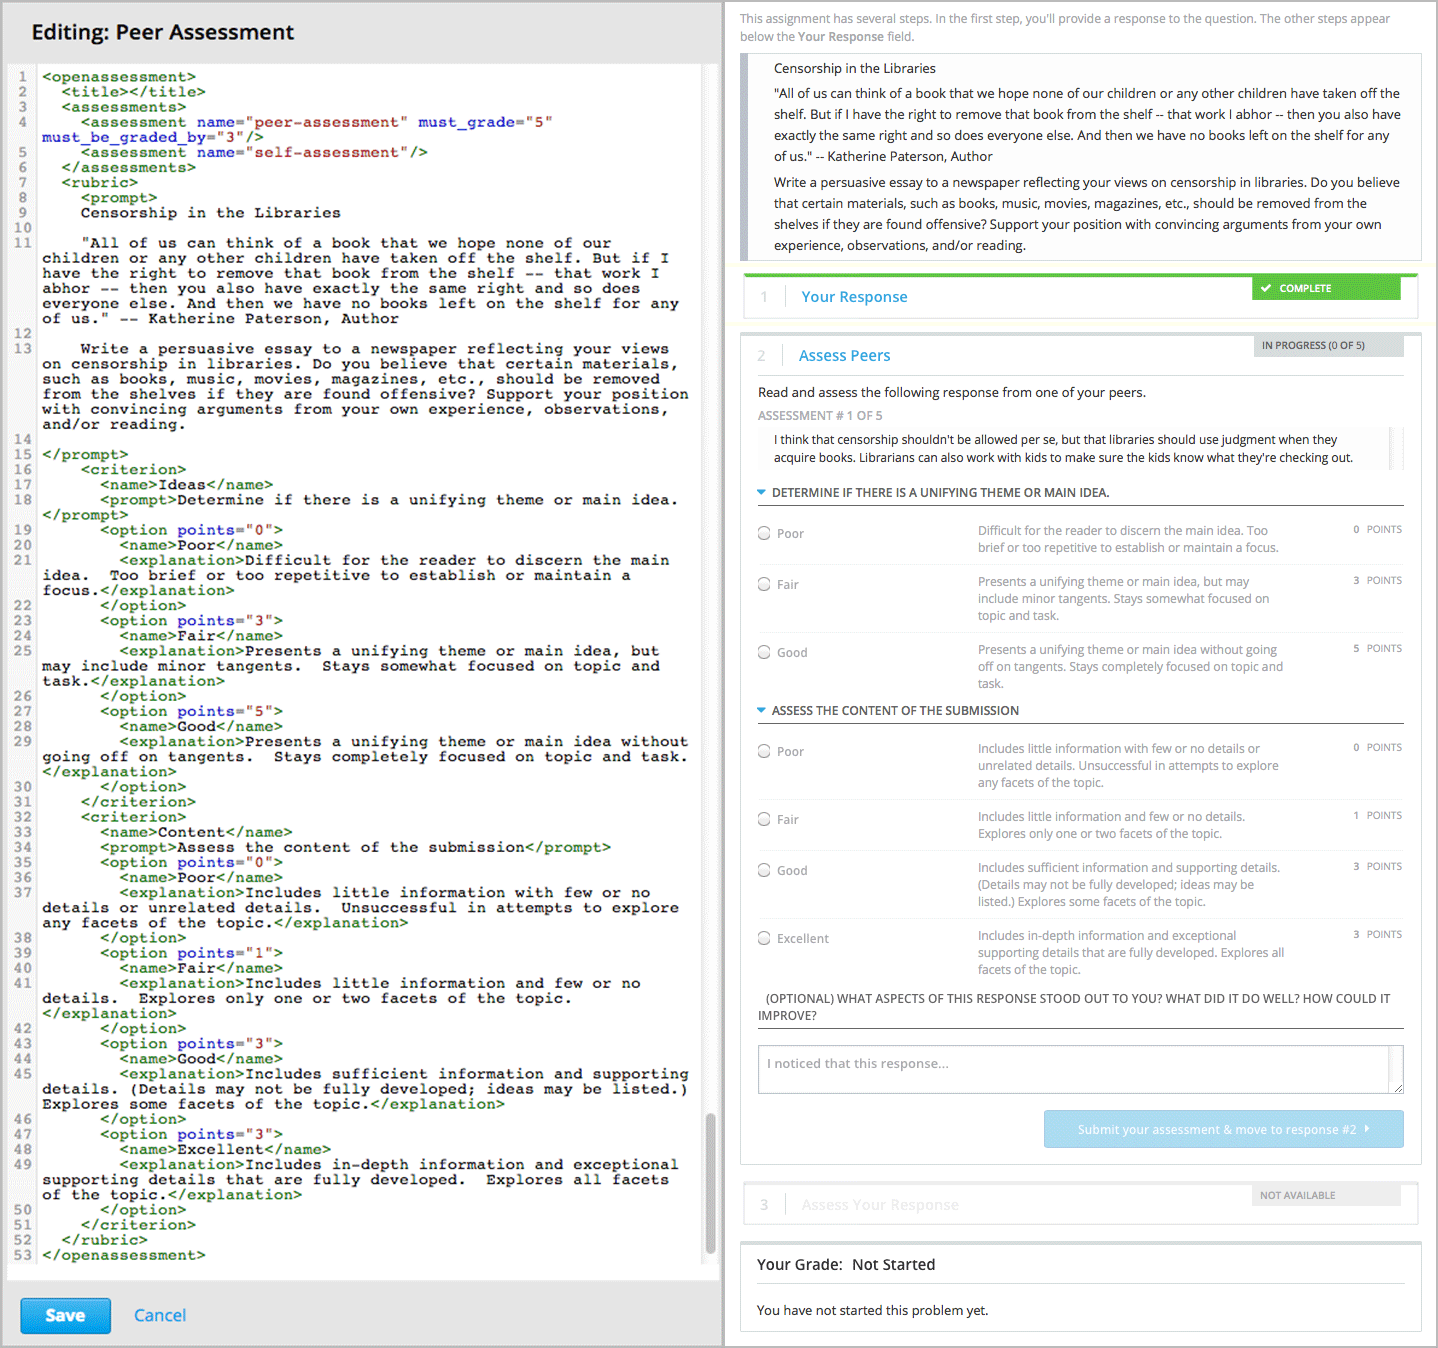 Editing: Peer Assessment
1 <openassessment>
2 <title></title>
3 <assessments>
4 <assessment name="peer-assessment" must_grade="5"
must_be_graded_by="3"/>
5 <assessment name="self-assessment"/>
6 </assessments>
7 <rubric>
8 <prompt>
9 Censorship in the Libraries
10
11 "All of us can think of a book that we hope none of our
children or any other children have taken off the shelf. But if I
have the right to remove that book from the shelf -- that work I
abhor -- then you also have exactly the same right and so does
everyone else. And then we have no books left on the shelf for any
of us." -- Katherine Paterson, Author
12
13 Write a persuasive essay to a newspaper reflecting your views
on censorship in libraries. Do you believe that certain materials,
such as books, music, movies, magazines, etc., should be removed
from the shelves if they are found offensive? Support your position
with convincing arguments from your own experience, observations,
and/or reading.
14
15 </prompt>
16 <criterion>
17 <name>Ideas</name>
18 <prompt>Determine if there is a unifying theme or main idea.
</prompt>
19 <option points="0">
20 <name>Poor</name>
21 <explanation>Difficult for the reader to discern the main
idea.  Too brief or too repetitive to establish or maintain a
focus.</explanation>
22 </option>
23 <option points="3">
24 <name>Fair</name>
25 <explanation>Presents a unifying theme or main idea, but
may include minor tangents.  Stays somewhat focused on topic and
task.</explanation>
26 </option>
27 <option points="5">
28 <name>Good</name>
29 <explanation>Presents a unifying theme or main idea without
going off on tangents.  Stays completely focused on topic and task.
</explanation>
30 </option>
31 </criterion>
32 <criterion>
33 <name>Content</name>
34 <prompt>Assess the content of the submission</prompt>
35 <option points="0">
36 <name>Poor</name>
37 <explanation>Includes little information with few or no
details or unrelated details.  Unsuccessful in attempts to explore
any facets of the topic.</explanation>
38 </option>
39 <option points="1">
40 <name>Fair</name>
41 <explanation>Includes little information and few or no
details.  Explores only one or two facets of the topic.
</explanation>
42 </option>
43 <option points="3">
44 <name>Good</name>
45 <explanation>Includes sufficient information and supporting
details. (Details may not be fully developed; ideas may be listed.)
Explores some facets of the topic.</explanation>
46 </option>
47 <option points="3">
48 <name>Excellent</name>
49 <explanation>Includes in-depth information and exceptional
supporting details that are fully developed.  Explores all facets
of the topic.</explanation>
50 </option>
51 </criterion>
52 </rubric>
53 </openassessment>
Save Cancel
This assignment has several steps. In the first step, you'll provide a response to the question. The other steps appear
below the Your Response field.
Censorship in the Libraries
"All of us can think of a book that we hope none of our children or any other children have taken off the
shelf. But if I have the right to remove that book from the shelf -- that work I abhor -- then you also have
exactly the same right and so does everyone else. And then we have no books left on the shelf for any
of us." -- Katherine Paterson, Author
Write a persuasive essay to a newspaper reflecting your views on censorship in libraries. Do you believe
that certain materials, such as books, music, movies, magazines, etc., should be removed from the
shelves if they are found offensive? Support your position with convincing arguments from your own
experience, observations, and/or reading.
1 Your Response COMPLETE
2 Assess Peers IN PROGRESS (0 OF 5)
Read and assess the following response from one of your peers.
ASSESSMENT # 1 OF 5
I think that censorship shouldn't be allowed per se, but that libraries should use judgment when they
acquire books. Librarians can also work with kids to make sure the kids know what they're checking out.
DETERMINE IF THERE IS A UNIFYING THEME OR MAIN IDEA.
Poor Difficult for the reader to discern the main idea. Too 0 POINTS
brief or too repetitive to establish or maintain a focus.
Fair Presents a unifying theme or main idea, but may 3 POINTS
include minor tangents. Stays somewhat focused on
topic and task.
Good Presents a unifying theme or main idea without going 5 POINTS
off on tangents. Stays completely focused on topic and
task.
ASSESS THE CONTENT OF THE SUBMISSION
Poor Includes little information with few or no details or 0 POINTS
unrelated details. Unsuccessful in attempts to explore
any facets of the topic.
Fair Includes little information and few or no details. 1 POINTS
Explores only one or two facets of the topic.
Good Includes sufficient information and supporting details. 3 POINTS
(Details may not be fully developed; ideas may be
listed.) Explores some facets of the topic.
Excellent Includes in-depth information and exceptional 3 POINTS
supporting details that are fully developed. Explores all
facets of the topic.
(OPTIONAL) WHAT ASPECTS OF THIS RESPONSE STOOD OUT TO YOU? WHAT DID IT DO WELL? HOW COULD IT
IMPROVE?
I noticed that this response...
Submit your assessment & move to response #2
3 Assess Your Response NOT AVAILABLE
Your Grade: Not Started
You have not started this problem yet.